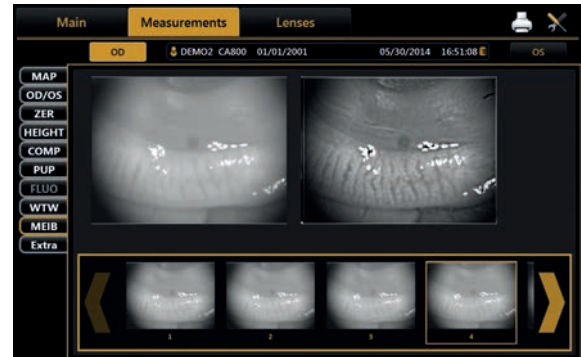 Main Measurements Lenses
OD DEMO2 CA800 01/01/2001 05/30/2014 16:51:08 OS
MAP
OD/OS
ZER
HEIGHT
COMP
PUP
FLUO
WTW
MEIB
Extra
1 2 3 4